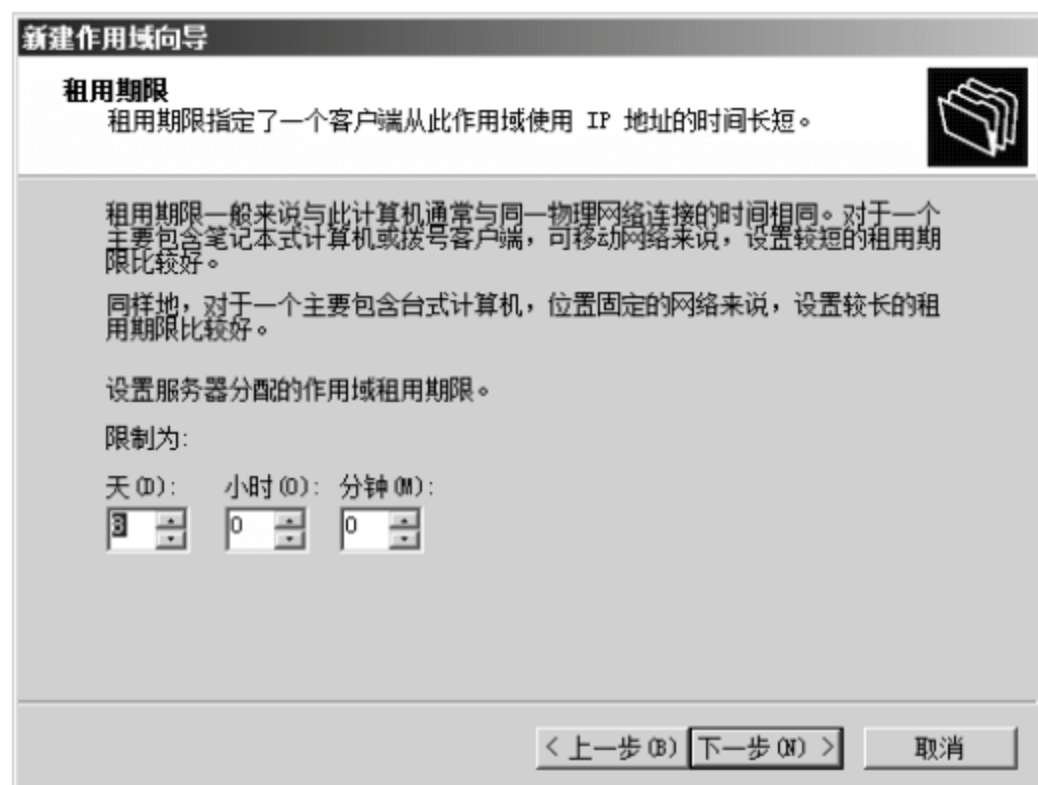 新建作用域向导
租用期限
租用期限指定了一个客户端从此作用域使用 IP 地址的时间长短。
租用期限一般来说与此计算机通常与同一物理网络连接的时间相同。对于一个
主要包含笔记本式计算机或拨号客户端，可移动网络来说，设置较短的租用期
限比较好。
同样地，对于一个主要包含台式计算机，位置固定的网络来说，设置较长的租
用期限比较好。
设置服务器分配的作用域租用期限。
限制为:
天(D): 小时(O): 分钟(M):
8 0 0
< 上一步(B) 下一步(N) > 取消